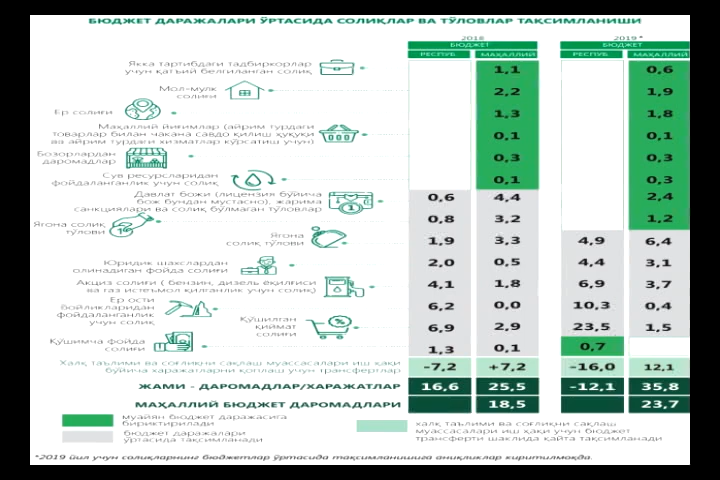 БЮДЖЕТ ДАРАЖАЛАРИ ЎРТАСИДА СОЛИҚЛАР ВА ТЎЛОВЛАР ТАҚСИМЛАНИШИ
2018 2019 *
БЮДЖЕТ БЮДЖЕТ
РЕСПУБ МАҲАЛЛИЙ РЕСПУБ МАҲАЛЛИЙ
Якка тартибдаги тадбиркорлар
учун қатъий белгиланган солиқ 1,1 0,6
Мол-мулк
солиғи 2,2 1,9
Ер солиғи 1,3 1,8
Маҳаллий йиғимлар (айрим турдаги
товарлар билан чакана савдо қилиш ҳуқуқи
ва айрим турдаги хизматлар кўрсатиш учун) 0,1 0,1
Бозорлардан
даромадлар 0,3 0,3
Сув ресурсларидан
фойдаланганлик учун солиқ 0,1 0,3
Давлат божи (лицензия бўйича
бож бундан мустасно), жарима
санкциялари ва солиқ бўлмаган тўловлар 0,6 4,4 2,4
Ягона солиқ
тўлови 0,8 3,2 1,2
Ягона
солиқ тўлови 1,9 3,3 4,9 6,4
Юридик шахслардан
олинадиган фойда солиғи 2,0 0,5 4,4 3,1
Акциз солиғи ( бензин, дизель ёқилғиси
ва газ истеъмол қилганлик учун солиқ) 4,1 1,8 6,9 3,7
Ер ости
бойликларидан
фойдаланганлик
учун солиқ 6,2 0,0 10,3 0,4
Қўшилган
қиймат
солиғи 6,9 2,9 23,5 1,5
Қўшимча фойда
солиғи 1,3 0,1 0,7
Халқ таълими ва соғлиқни сақлаш муассасалари иш ҳақи
бўйича харажатларни қоплаш учун трансфертлар -7,2 +7,2 -16,0 12,1
ЖАМИ - ДАРОМАДЛАР/ХАРАЖАТЛАР 16,6 25,5 -12,1 35,8
МАҲАЛЛИЙ БЮДЖЕТ ДАРОМАДЛАРИ 18,5 23,7
муайян бюджет даражасига
бириктирилади
бюджет даражалари
ўртасида тақсимланади
халқ таълими ва соғлиқни сақлаш
муассасалари иш ҳақи учун бюджет
трансферти шаклида қайта тақсимланади
*2019 йил учун солиқларнинг бюджетлар ўртасида тақсимланишига аниқликлар киритилмоқда.